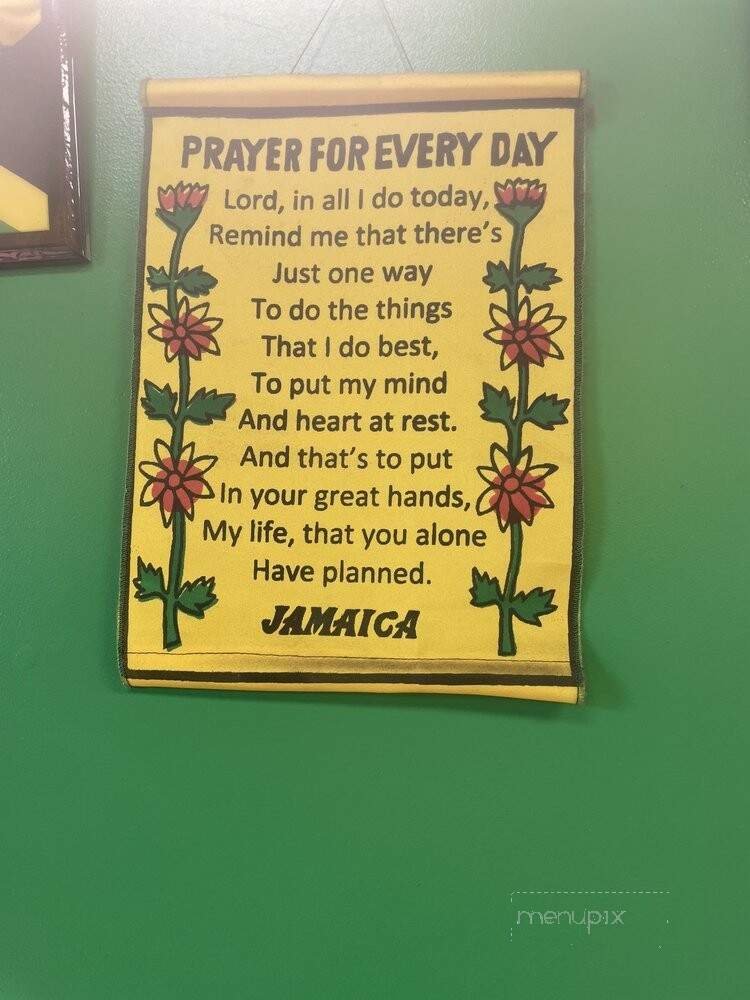 PRAYER FOR EVERY DAY
Lord, in all I do today,
Remind me that there's
Just one way
To do the things
That I do best,
To put my mind
And heart at rest.
And that's to put
In your great hands,
My life, that you alone
Have planned.
JAMAICA
menupix